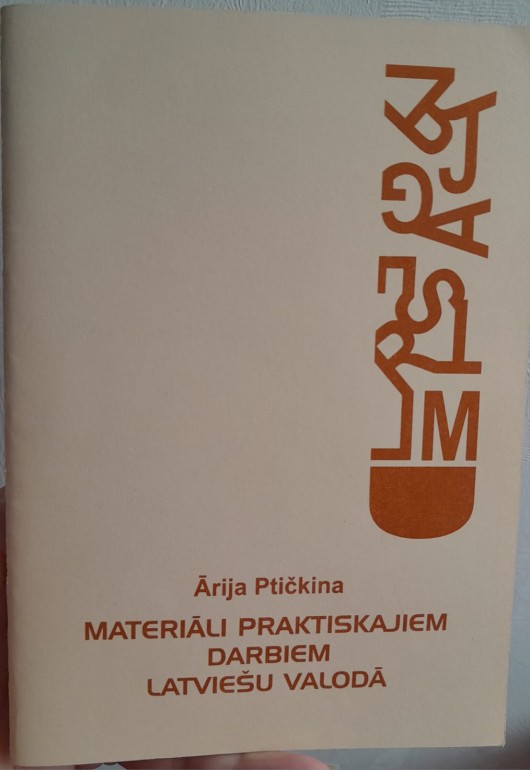 Ārija Ptičkina
MATERIĀLI PRAKTISKAJIEM
DARBIEM
LATVIEŠU VALODĀ